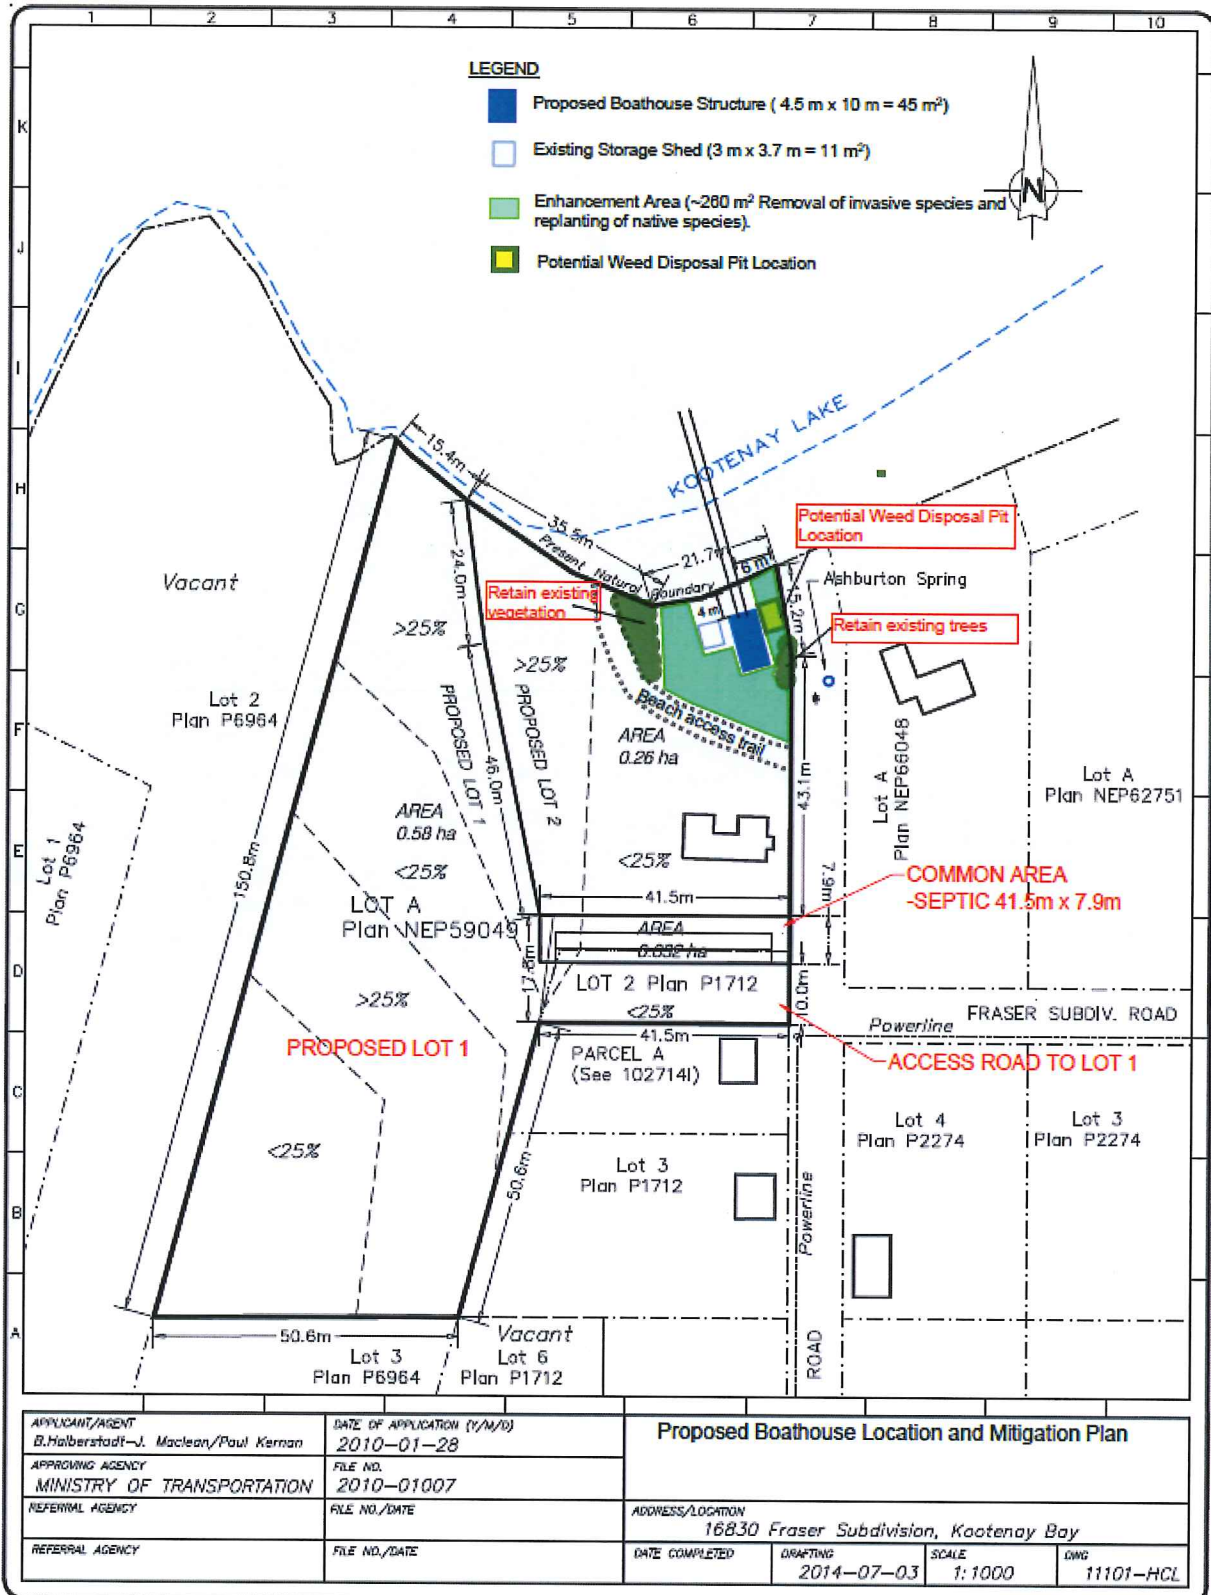 1 2 3 4 5 6 7 8 9 10
K
J
I
H
G
F
E
D
C
B
A
LEGEND
Proposed Boathouse Structure ( 4.5 m x 10 m = 45 m²)
Existing Storage Shed (3 m x 3.7 m = 11 m²)
Enhancement Area (~260 m² Removal of invasive species and
replanting of native species).
Potential Weed Disposal Pit Location
N
KOOTENAY LAKE
15.4m
35.5m
Present Natural Boundary
21.7m
6 m
4 m
15.2m
Potential Weed Disposal Pit
Location
Ashburton Spring
Retain existing
vegetation
Retain existing trees
Vacant
24.0m
>25%
>25%
Lot 2
Plan P6964
PROPOSED LOT 1
PROPOSED LOT 2
46.0m
Beach access trail
AREA
0.26 ha
43.1m
Lot A
Plan NEP66048
Lot A
Plan NEP62751
Lot 1
Plan P6964
150.8m
AREA
0.58 ha
<25%
<25%
41.5m
7.9m
COMMON AREA
-SEPTIC 41.5m x 7.9m
LOT A
Plan NEP59049
AREA
0.032 ha
17.8m
LOT 2 Plan P1712
<25%
10.0m
>25%
FRASER SUBDIV. ROAD
Powerline
41.5m
PROPOSED LOT 1
PARCEL A
(See 102714I)
ACCESS ROAD TO LOT 1
Lot 4
Plan P2274
Lot 3
Plan P2274
<25%
50.6m
Lot 3
Plan P1712
Powerline
ROAD
50.6m
Vacant
Lot 3
Plan P6964
Lot 6
Plan P1712
APPLICANT/AGENT
B.Halberstadt-J. Maclean/Paul Kernan
DATE OF APPLICATION (Y/M/D)
2010-01-28
Proposed Boathouse Location and Mitigation Plan
APPROVING AGENCY
MINISTRY OF TRANSPORTATION
FILE NO.
2010-01007
REFERRAL AGENCY
FILE NO./DATE
ADDRESS/LOCATION
16830 Fraser Subdivision, Kootenay Bay
REFERRAL AGENCY
FILE NO./DATE
DATE COMPLETED
DRAFTING
2014-07-03
SCALE
1:1000
DWG
11101-HCL